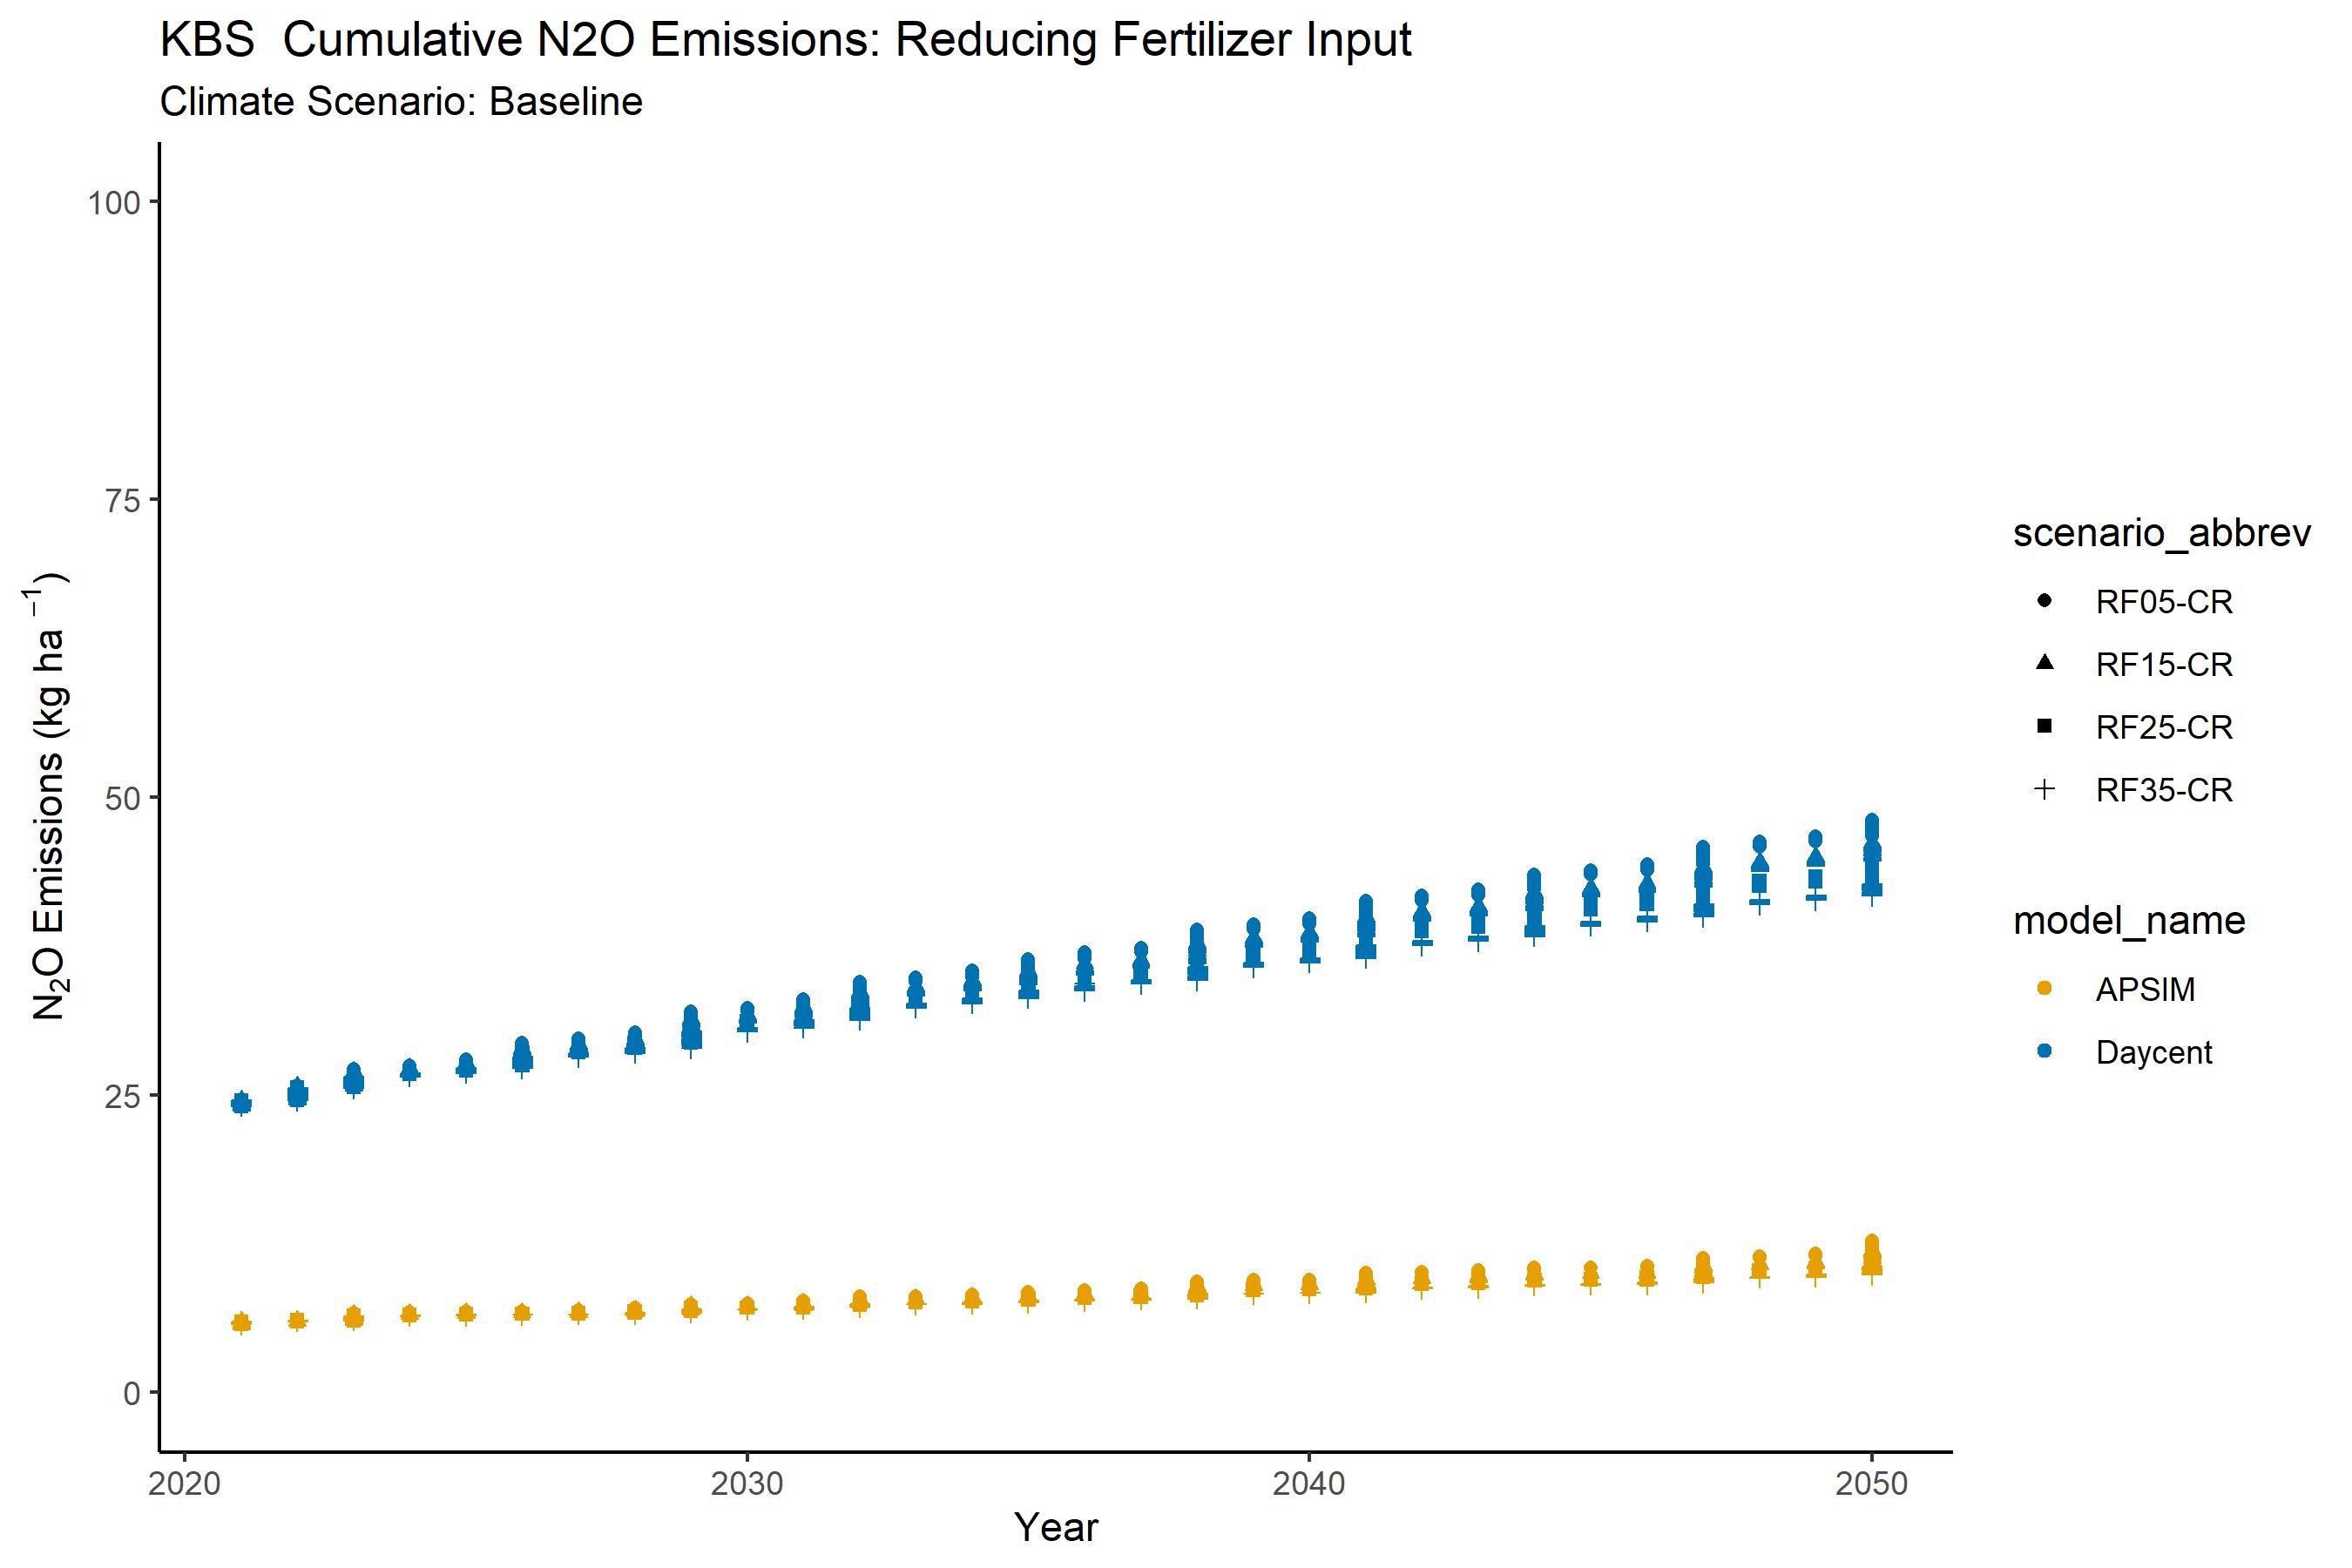 KBS  Cumulative N2O Emissions: Reducing Fertilizer Input
Climate Scenario: Baseline
N₂O Emissions (kg ha ⁻¹)
100
75
50
25
0
2020
2030
2040
2050
Year
scenario_abbrev
RF05-CR
RF15-CR
RF25-CR
RF35-CR
model_name
APSIM
Daycent